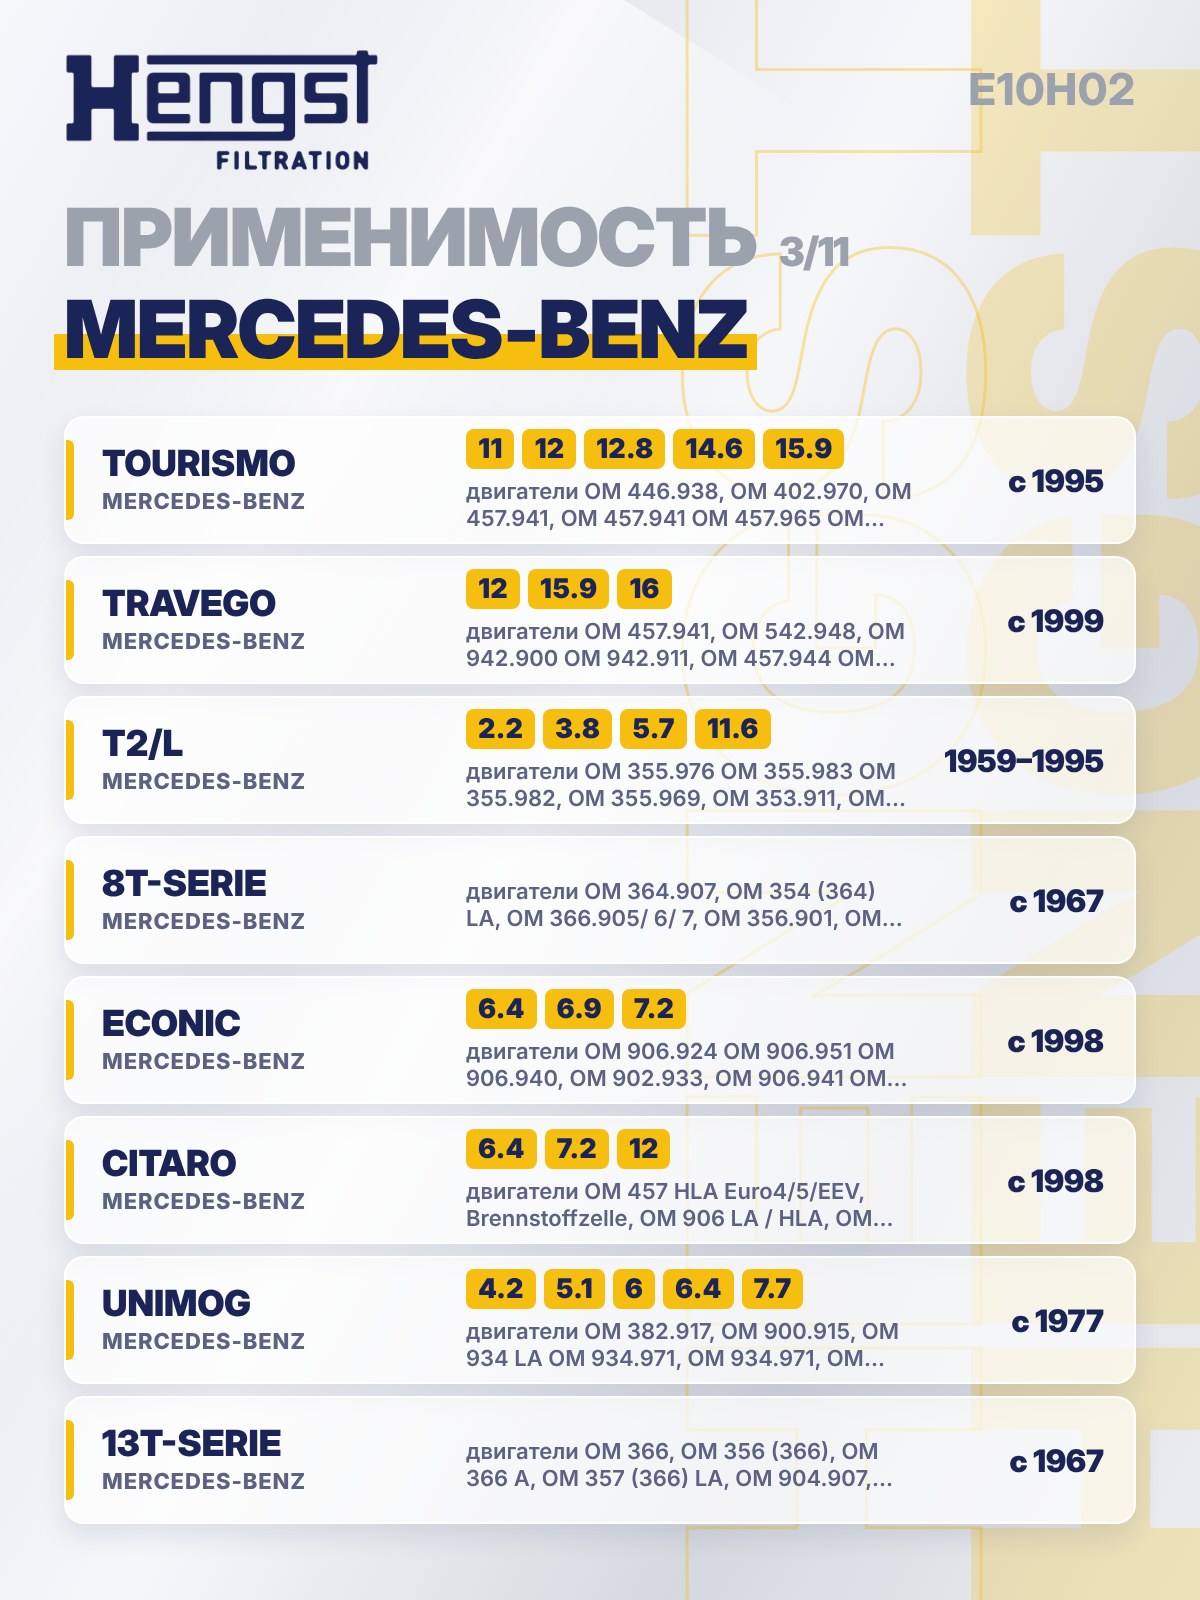 Hengst
FILTRATION
E10H02
ПРИМЕНИМОСТЬ 3/11
MERCEDES-BENZ
TOURISMO
MERCEDES-BENZ
11 12 12.8 14.6 15.9
двигатели OM 446.938, OM 402.970, OM
457.941, OM 457.941 OM 457.965 OM...
с 1995
TRAVEGO
MERCEDES-BENZ
12 15.9 16
двигатели OM 457.941, OM 542.948, OM
942.900 OM 942.911, OM 457.944 OM...
с 1999
T2/L
MERCEDES-BENZ
2.2 3.8 5.7 11.6
двигатели OM 355.976 OM 355.983 OM
355.982, OM 355.969, OM 353.911, OM...
1959–1995
8T-SERIE
MERCEDES-BENZ
двигатели OM 364.907, OM 354 (364)
LA, OM 366.905/ 6/ 7, OM 356.901, OM...
с 1967
ECONIC
MERCEDES-BENZ
6.4 6.9 7.2
двигатели OM 906.924 OM 906.951 OM
906.940, OM 902.933, OM 906.941 OM...
с 1998
CITARO
MERCEDES-BENZ
6.4 7.2 12
двигатели OM 457 HLA Euro4/5/EEV,
Brennstoffzelle, OM 906 LA / HLA, OM...
с 1998
UNIMOG
MERCEDES-BENZ
4.2 5.1 6 6.4 7.7
двигатели OM 382.917, OM 900.915, OM
934 LA OM 934.971, OM 934.971, OM...
с 1977
13T-SERIE
MERCEDES-BENZ
двигатели OM 366, OM 356 (366), OM
366 A, OM 357 (366) LA, OM 904.907,...
с 1967
HENGST
HENGST